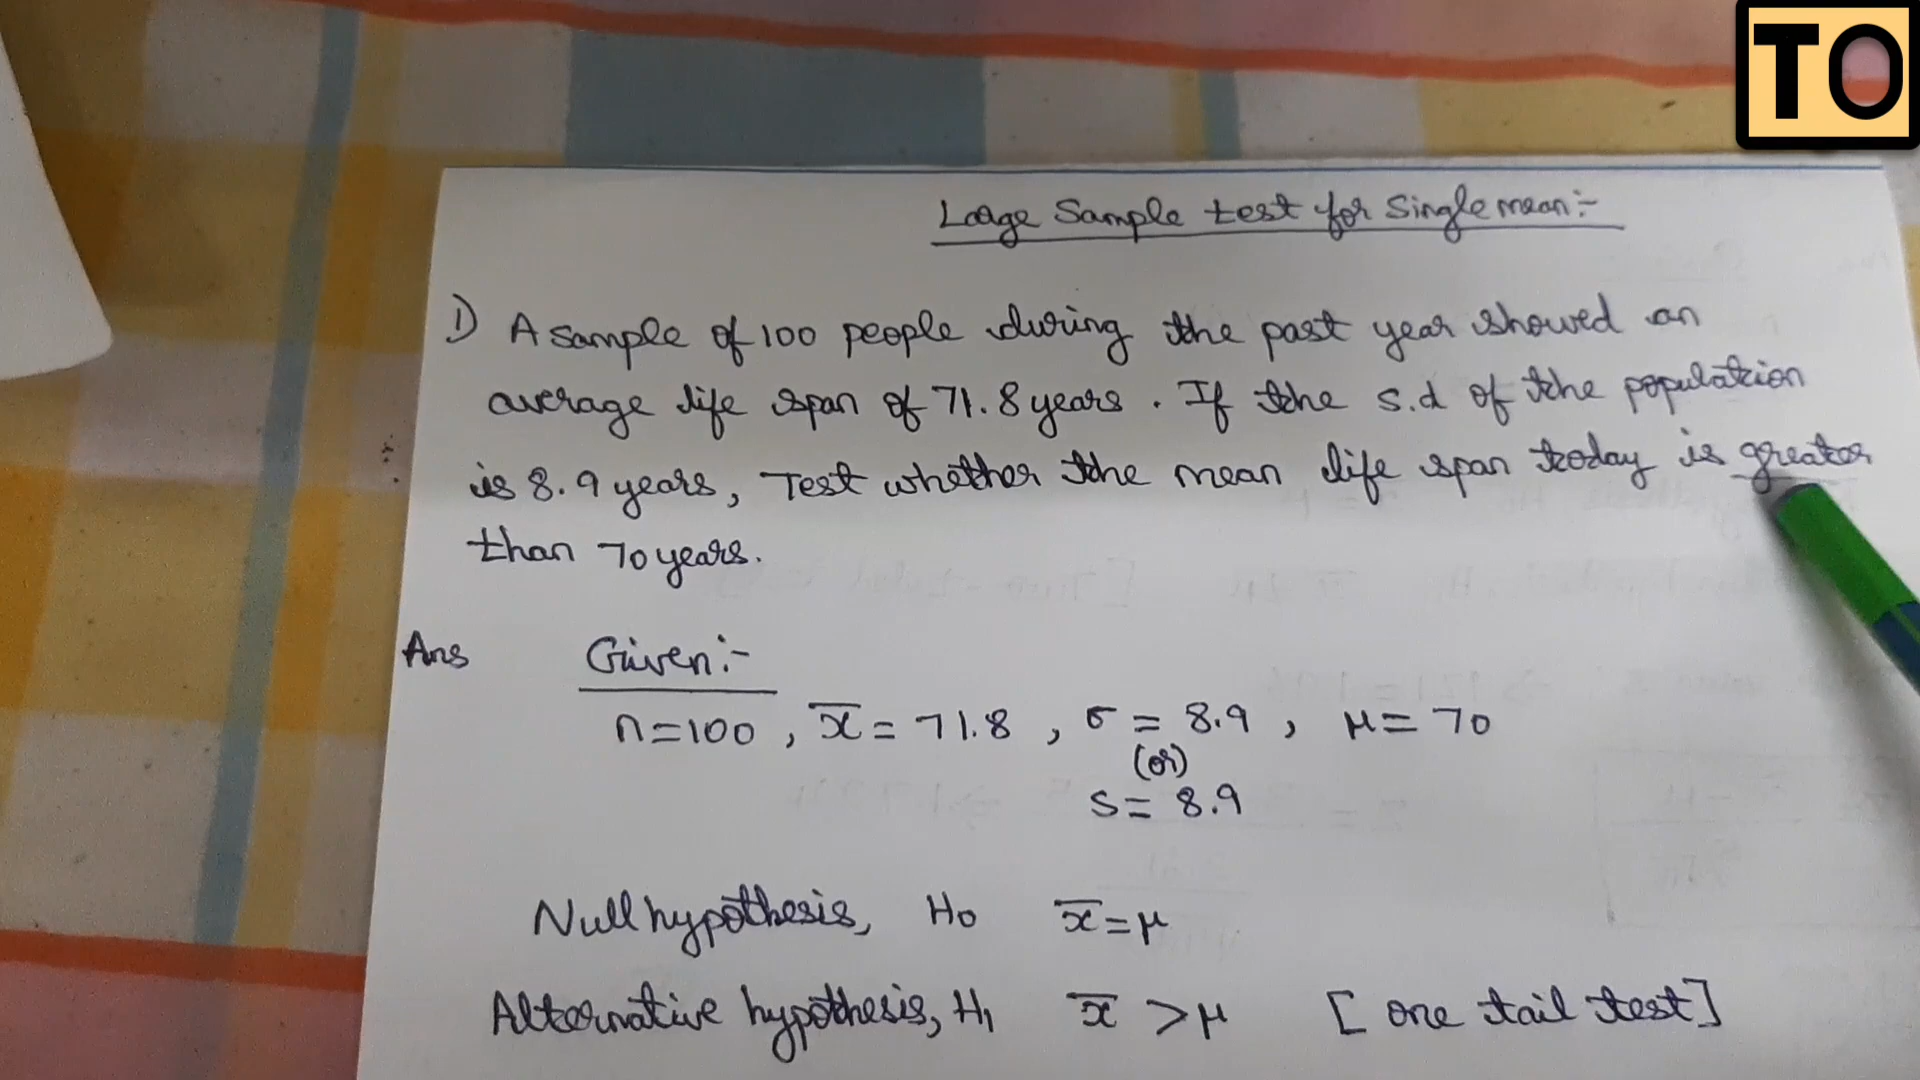 TO
Large Sample test for Single mean:-
1) A sample of 100 people during the past year showed an
average life span of 71.8 years. If the s.d of the population
is 8.9 years, Test whether the mean life span today is greater
than 70 years.
Ans Given:-
n=100, x̅ = 71.8, σ = 8.9, μ = 70
(or)
s = 8.9
Null hypothesis, H₀ x̅ = μ
Alternative hypothesis, H₁ x̅ > μ [one tail test]